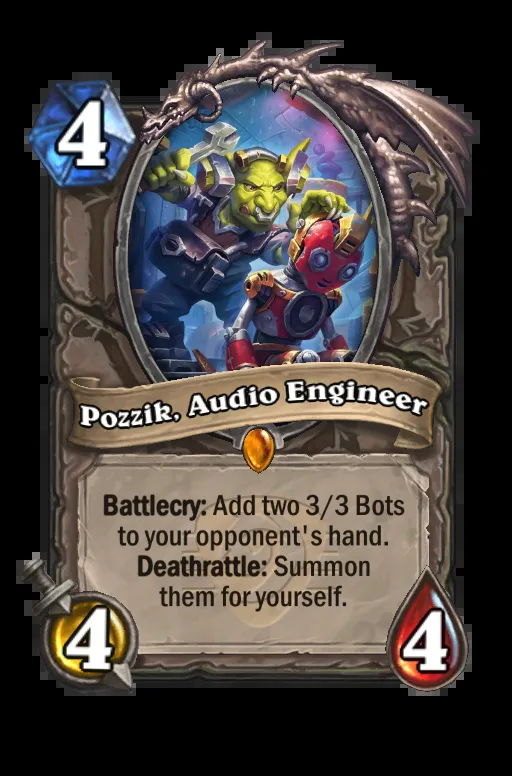 4
Pozzik, Audio Engineer
Battlecry: Add two 3/3 Bots
to your opponent's hand.
Deathrattle: Summon
them for yourself.
4
4